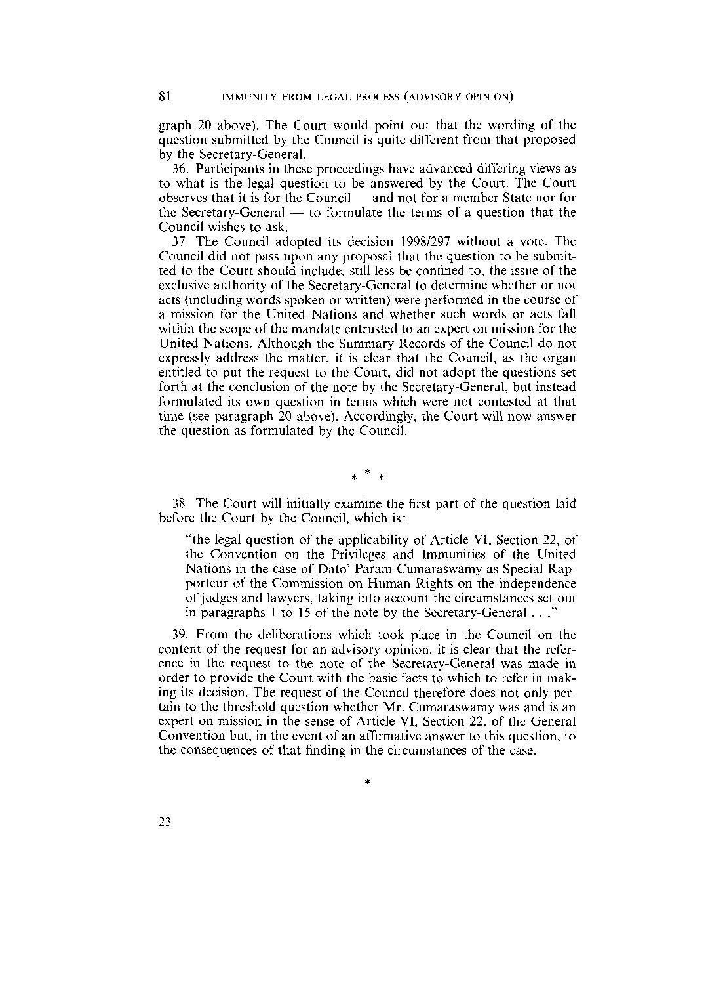 81 IMMUNITY FROM LEGAL PROCESS (ADVISORY OPINION)
graph 20 above). The Court would point out that the wording of the
question submitted by the Council is quite different from that proposed
by the Secretary-General.
36. Participants in these proceedings have advanced differing views as
to what is the legal question to be answered by the Court. The Court
observes that it is for the Council and not for a member State nor for
the Secretary-General — to formulate the terms of a question that the
Council wishes to ask.
37. The Council adopted its decision 1998/297 without a vote. The
Council did not pass upon any proposal that the question to be submit-
ted to the Court should include, still less be confined to, the issue of the
exclusive authority of the Secretary-General to determine whether or not
acts (including words spoken or written) were performed in the course of
a mission for the United Nations and whether such words or acts fall
within the scope of the mandate entrusted to an expert on mission for the
United Nations. Although the Summary Records of the Council do not
expressly address the matter, it is clear that the Council, as the organ
entitled to put the request to the Court, did not adopt the questions set
forth at the conclusion of the note by the Secretary-General, but instead
formulated its own question in terms which were not contested at that
time (see paragraph 20 above). Accordingly, the Court will now answer
the question as formulated by the Council.
* * *
38. The Court will initially examine the first part of the question laid
before the Court by the Council, which is:
“the legal question of the applicability of Article VI, Section 22, of
the Convention on the Privileges and Immunities of the United
Nations in the case of Dato’ Param Cumaraswamy as Special Rap-
porteur of the Commission on Human Rights on the independence
of judges and lawyers, taking into account the circumstances set out
in paragraphs 1 to 15 of the note by the Secretary-General . . .”
39. From the deliberations which took place in the Council on the
content of the request for an advisory opinion, it is clear that the refer-
ence in the request to the note of the Secretary-General was made in
order to provide the Court with the basic facts to which to refer in mak-
ing its decision. The request of the Council therefore does not only per-
tain to the threshold question whether Mr. Cumaraswamy was and is an
expert on mission in the sense of Article VI, Section 22, of the General
Convention but, in the event of an affirmative answer to this question, to
the consequences of that finding in the circumstances of the case.
*
23